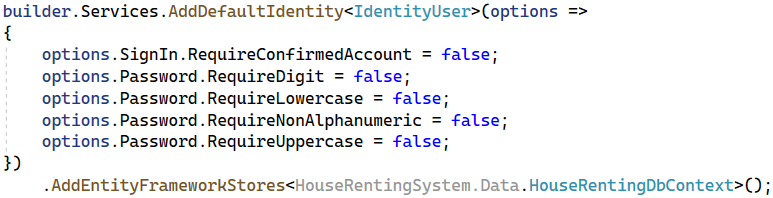 builder.Services.AddDefaultIdentity<IdentityUser>(options =>
{
    options.SignIn.RequireConfirmedAccount = false;
    options.Password.RequireDigit = false;
    options.Password.RequireLowercase = false;
    options.Password.RequireNonAlphanumeric = false;
    options.Password.RequireUppercase = false;
})
    .AddEntityFrameworkStores<HouseRentingSystem.Data.HouseRentingDbContext>();